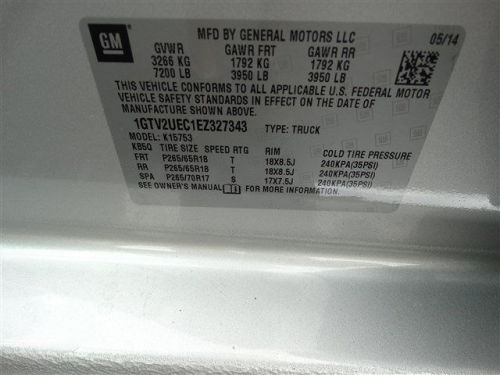 GM
MFD BY GENERAL MOTORS LLC 05/14
GVWR GAWR FRT GAWR RR
3266 KG 1792 KG 1792 KG
7200 LB 3950 LB 3950 LB
THIS VEHICLE CONFORMS TO ALL APPLICABLE U.S. FEDERAL MOTOR
VEHICLE SAFETY STANDARDS IN EFFECT ON THE DATE OF
MANUFACTURE SHOWN ABOVE.
1GTV2UEC1EZ327343 TYPE: TRUCK
MODEL: K15753
KB5Q TIRE SIZE SPEED RTG RIM COLD TIRE PRESSURE
FRT P265/65R18 T 18X8.5J 240KPA(35PSI)
RR P265/65R18 T 18X8.5J 240KPA(35PSI)
SPA P265/70R17 S 17X7.5J 240KPA(35PSI)
SEE OWNER'S MANUAL FOR MORE INFORMATION.